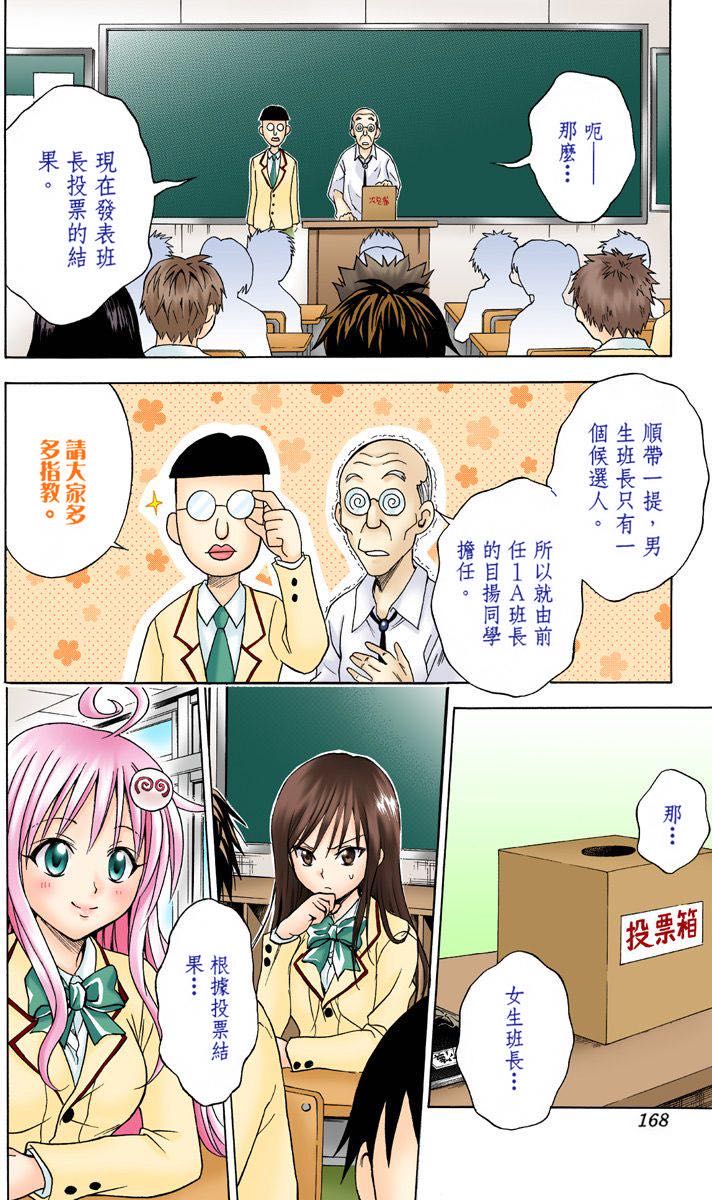 呃——
那麼…
現在發表班
長投票的結
果。
順帶一提，男
生班長只有一
個候選人。
所以就由前
任1A班長
的目揚同學
擔任。
請大家多
多指教。
那…
投票箱
女生班長…
根據投票結
果…
168